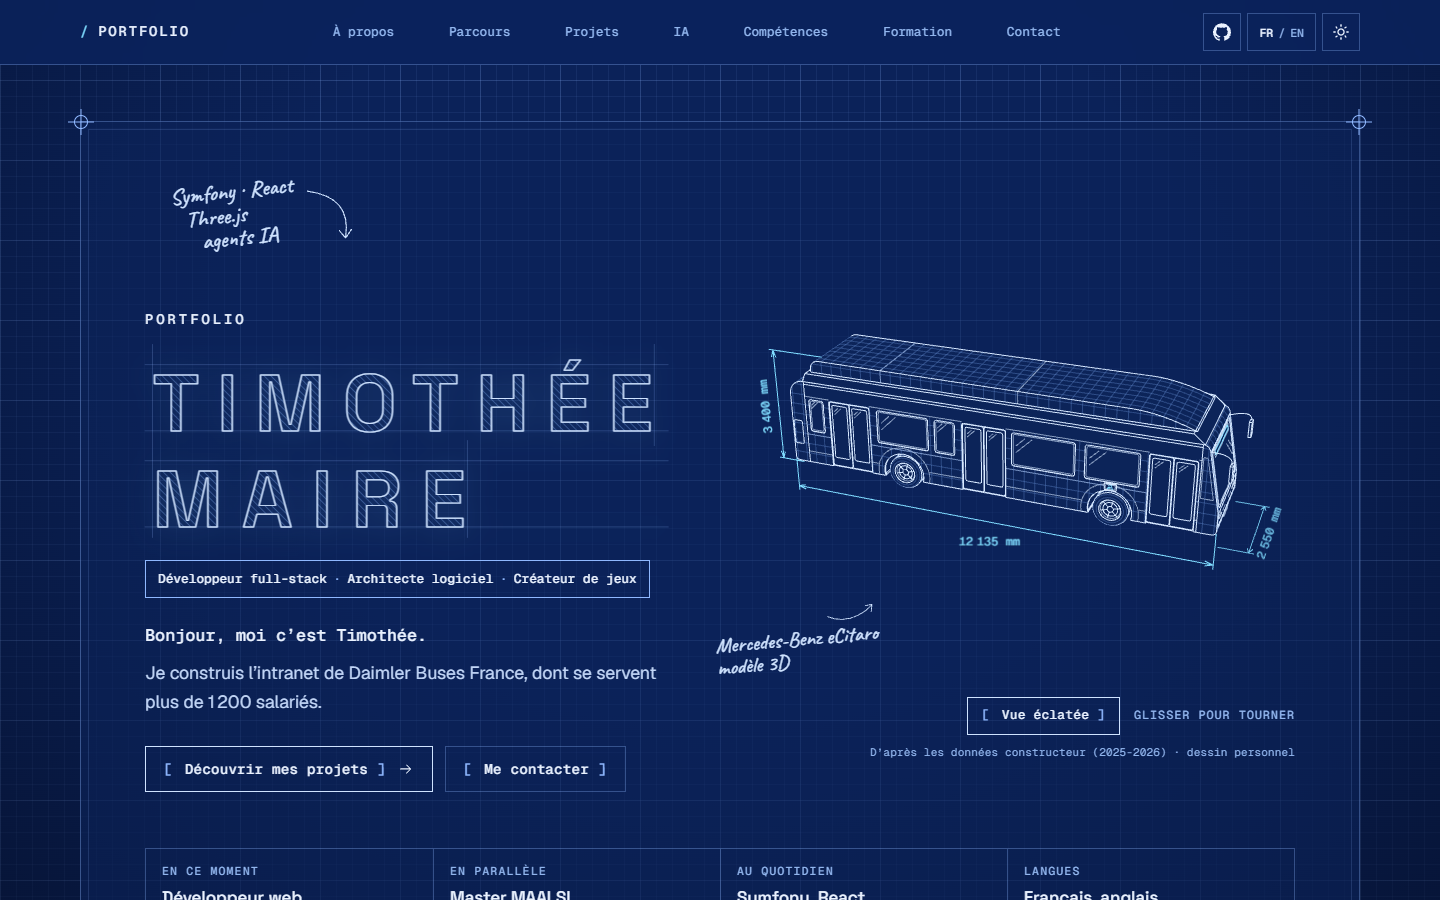 / PORTFOLIO
À propos
Parcours
Projets
IA
Compétences
Formation
Contact
FR / EN
Symfony · React
Three.js
agents IA
PORTFOLIO
TIMOTHÉE
MAIRE
Développeur full-stack · Architecte logiciel · Créateur de jeux
Bonjour, moi c’est Timothée.
Je construis l’intranet de Daimler Buses France, dont se servent
plus de 1 200 salariés.
[ Découvrir mes projets ] →
[ Me contacter ]
3 400 mm
12 135 mm
2 550 mm
Mercedes-Benz eCitaro
modèle 3D
[ Vue éclatée ]
GLISSER POUR TOURNER
D'après les données constructeur (2025-2026) · dessin personnel
EN CE MOMENT
Développeur web
EN PARALLÈLE
Master MAALSI
AU QUOTIDIEN
Symfony, React
LANGUES
Français, anglais